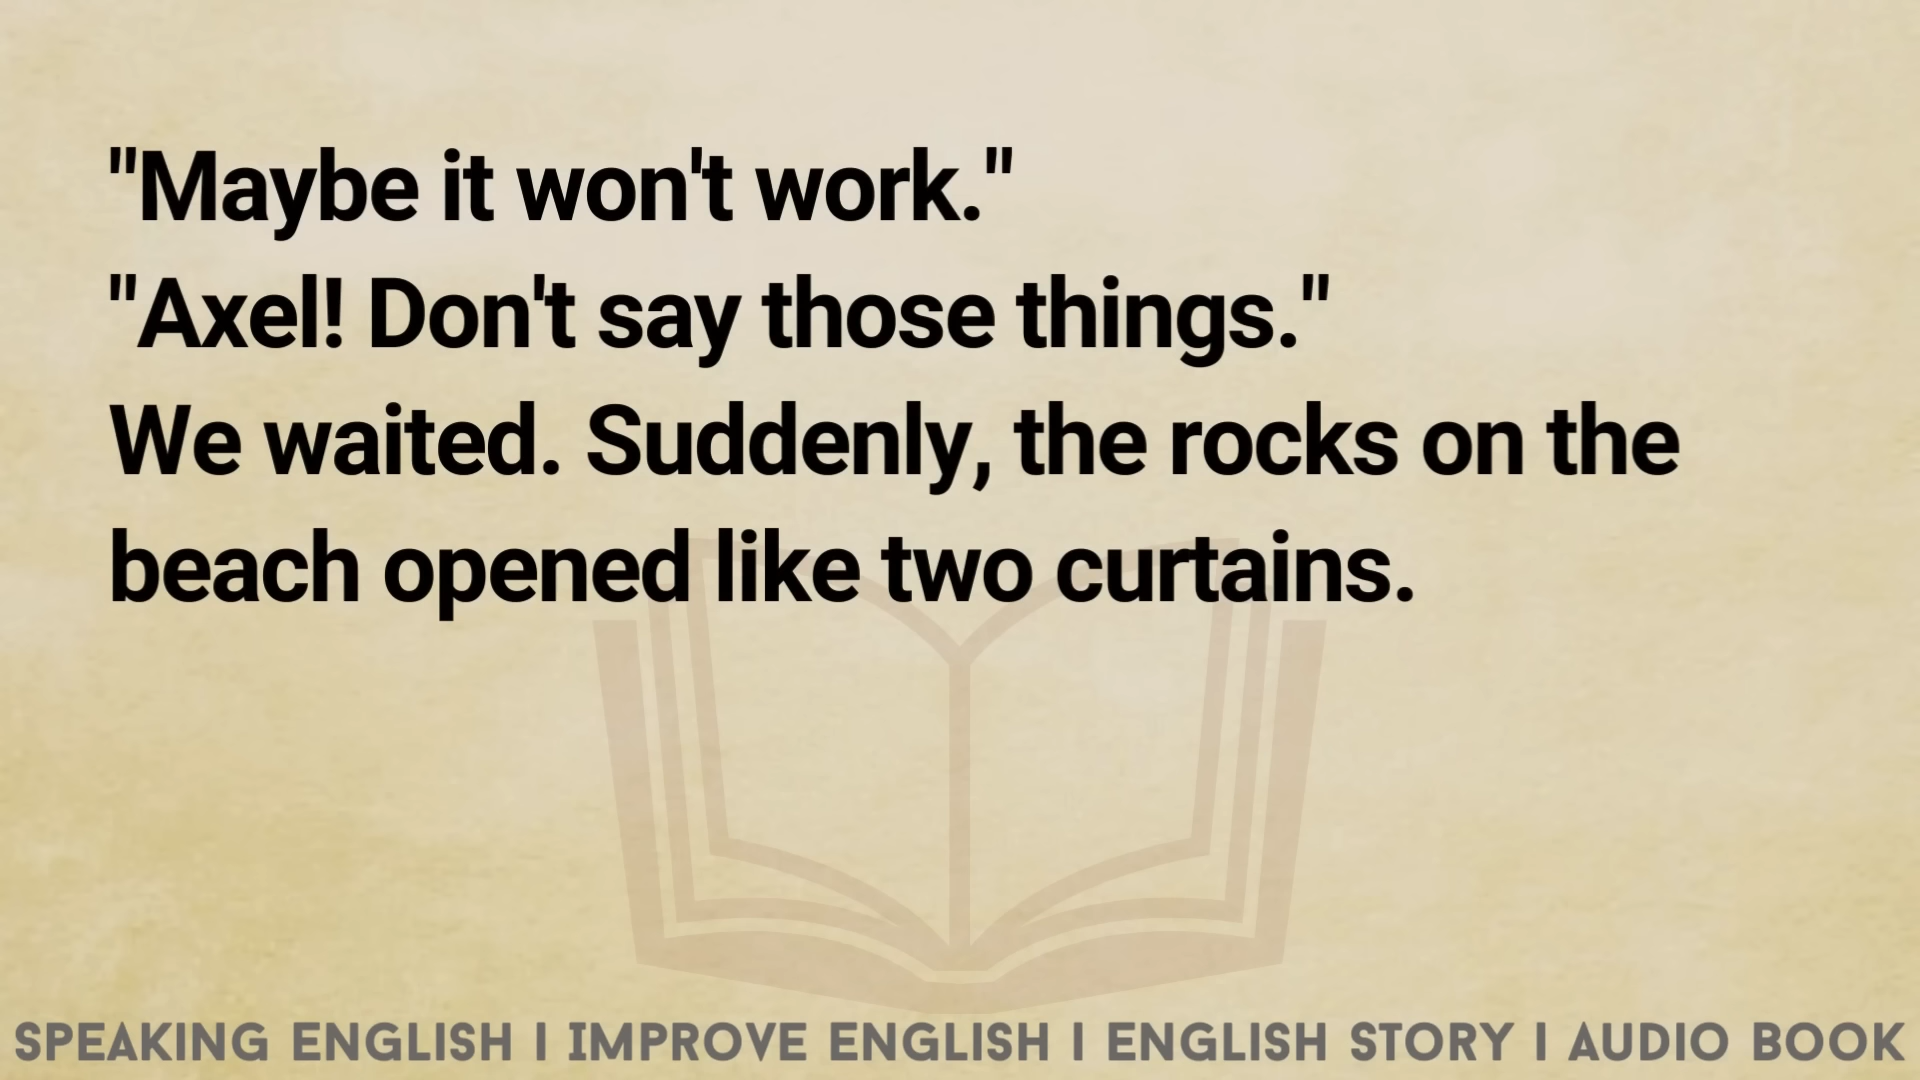 "Maybe it won't work."
"Axel! Don't say those things."
We waited. Suddenly, the rocks on the
beach opened like two curtains.
SPEAKING ENGLISH I IMPROVE ENGLISH I ENGLISH STORY I AUDIO BOOK